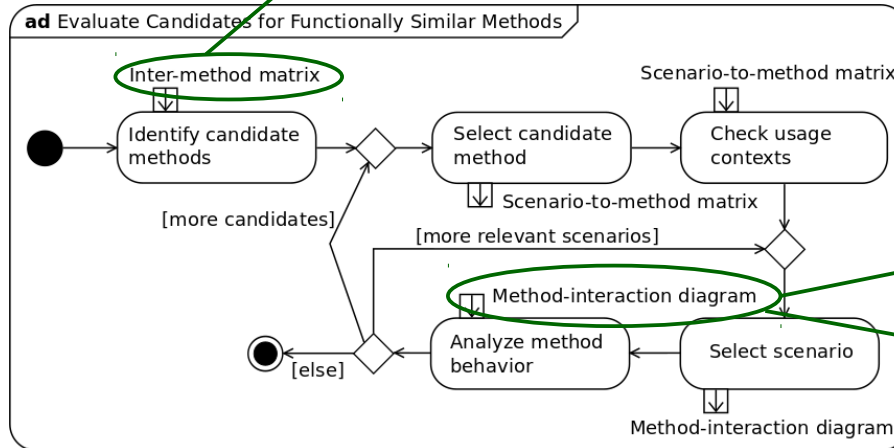 ad Evaluate Candidates for Functionally Similar Methods
Inter-method matrix
Scenario-to-method matrix
Identify candidate
methods
Select candidate
method
Check usage
contexts
Scenario-to-method matrix
[more candidates]
[more relevant scenarios]
Method-interaction diagram
Analyze method
behavior
Select scenario
[else]
Method-interaction diagram